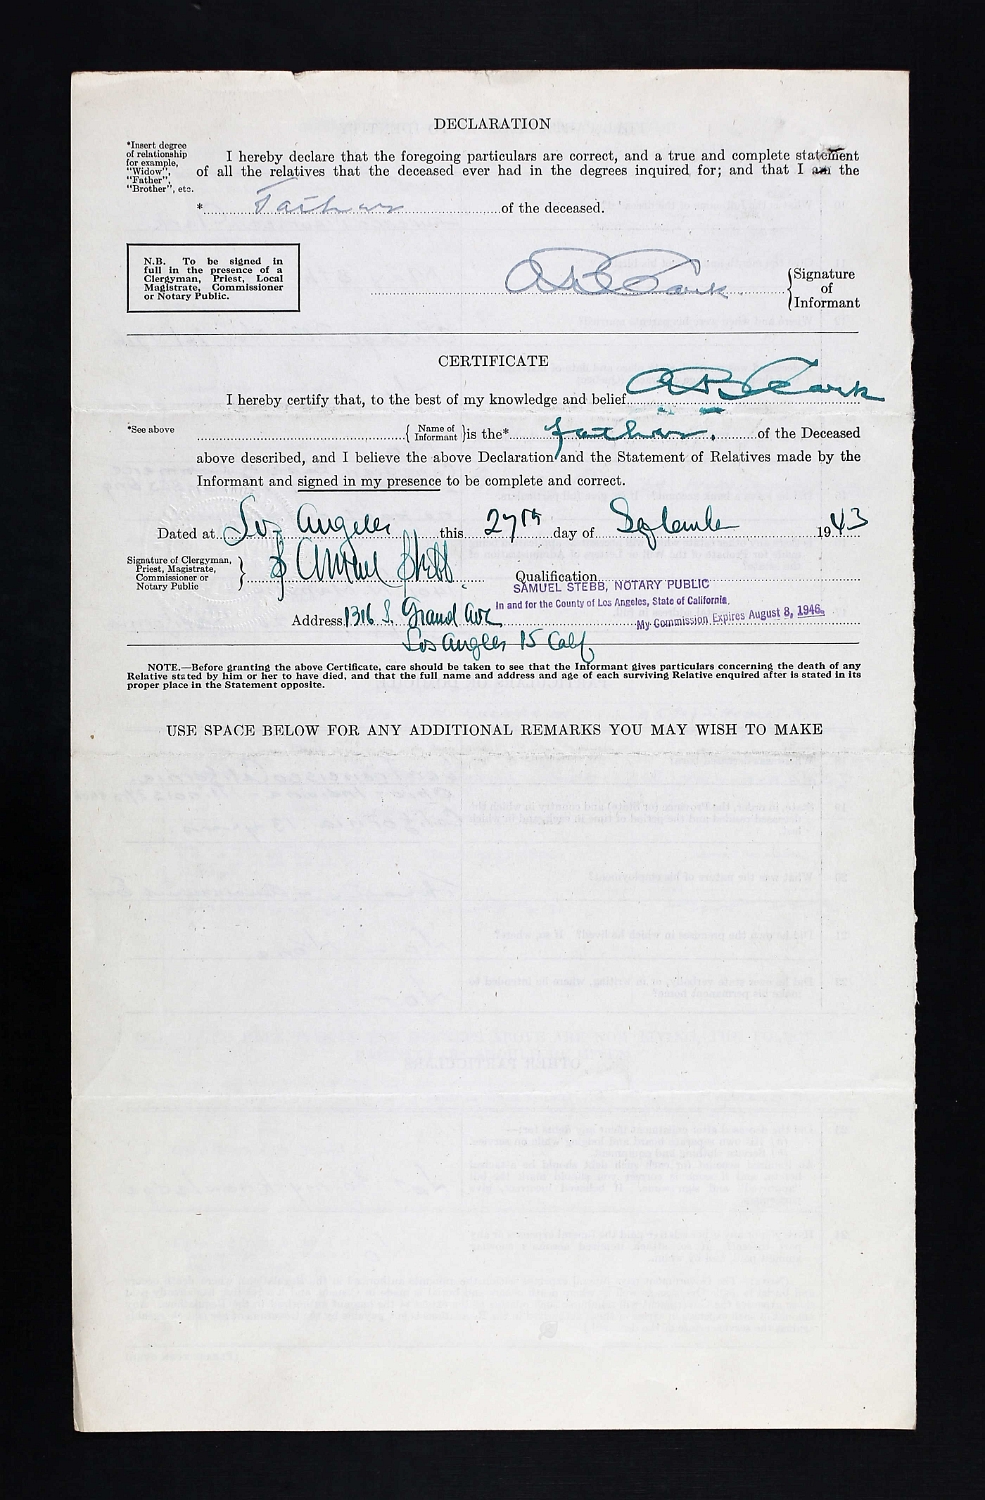 DECLARATION
*Insert degree
of relationship
for example,
"Widow",
"Father",
"Brother", etc.
I hereby declare that the foregoing particulars are correct, and a true and complete statement
of all the relatives that the deceased ever had in the degrees inquired for; and that I am the
* Father of the deceased.
N.B. To be signed in
full in the presence of a
Clergyman, Priest, Local
Magistrate, Commissioner
or Notary Public.
Signature
of
Informant
CERTIFICATE
I hereby certify that, to the best of my knowledge and belief
*See above
{ Name of Informant } is the* father. of the Deceased
above described, and I believe the above Declaration and the Statement of Relatives made by the
Informant and signed in my presence to be complete and correct.
Dated at Los Angeles this 27th day of September 1943
Signature of Clergyman,
Priest, Magistrate,
Commissioner or
Notary Public
Qualification
SAMUEL STEBB, NOTARY PUBLIC
In and for the County of Los Angeles, State of California.
My Commission Expires August 8, 1946.
Address 1316 S. Grand Ave
Los Angeles 15 Calf
NOTE.—Before granting the above Certificate, care should be taken to see that the Informant gives particulars concerning the death of any
Relative stated by him or her to have died, and that the full name and address and age of each surviving Relative enquired after is stated in its
proper place in the Statement opposite.
USE SPACE BELOW FOR ANY ADDITIONAL REMARKS YOU MAY WISH TO MAKE